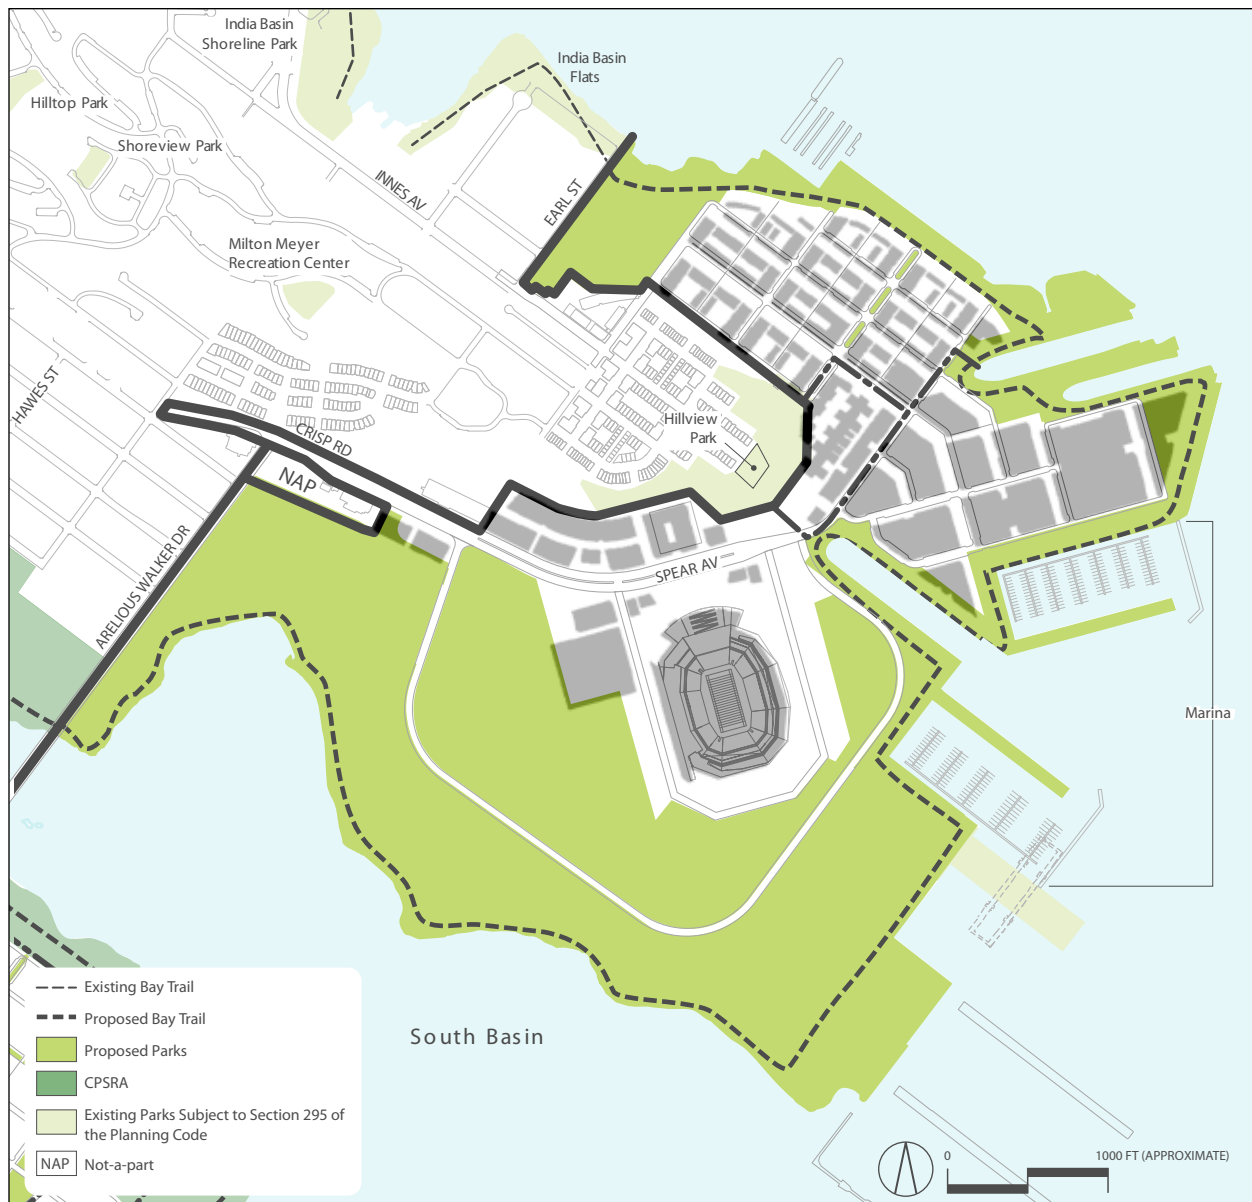 India Basin
Shoreline Park
India Basin
Flats
Hilltop Park
Shoreview Park
INNES AV
EARL ST
Milton Meyer
Recreation Center
HAWES ST
Hillview
Park
CRISP RD
NAP
ARELIOUS WALKER DR
SPEAR AV
Marina
South Basin
Existing Bay Trail
Proposed Bay Trail
Proposed Parks
CPSRA
Existing Parks Subject to Section 295 of
the Planning Code
NAP Not-a-part
0 1000 FT (APPROXIMATE)